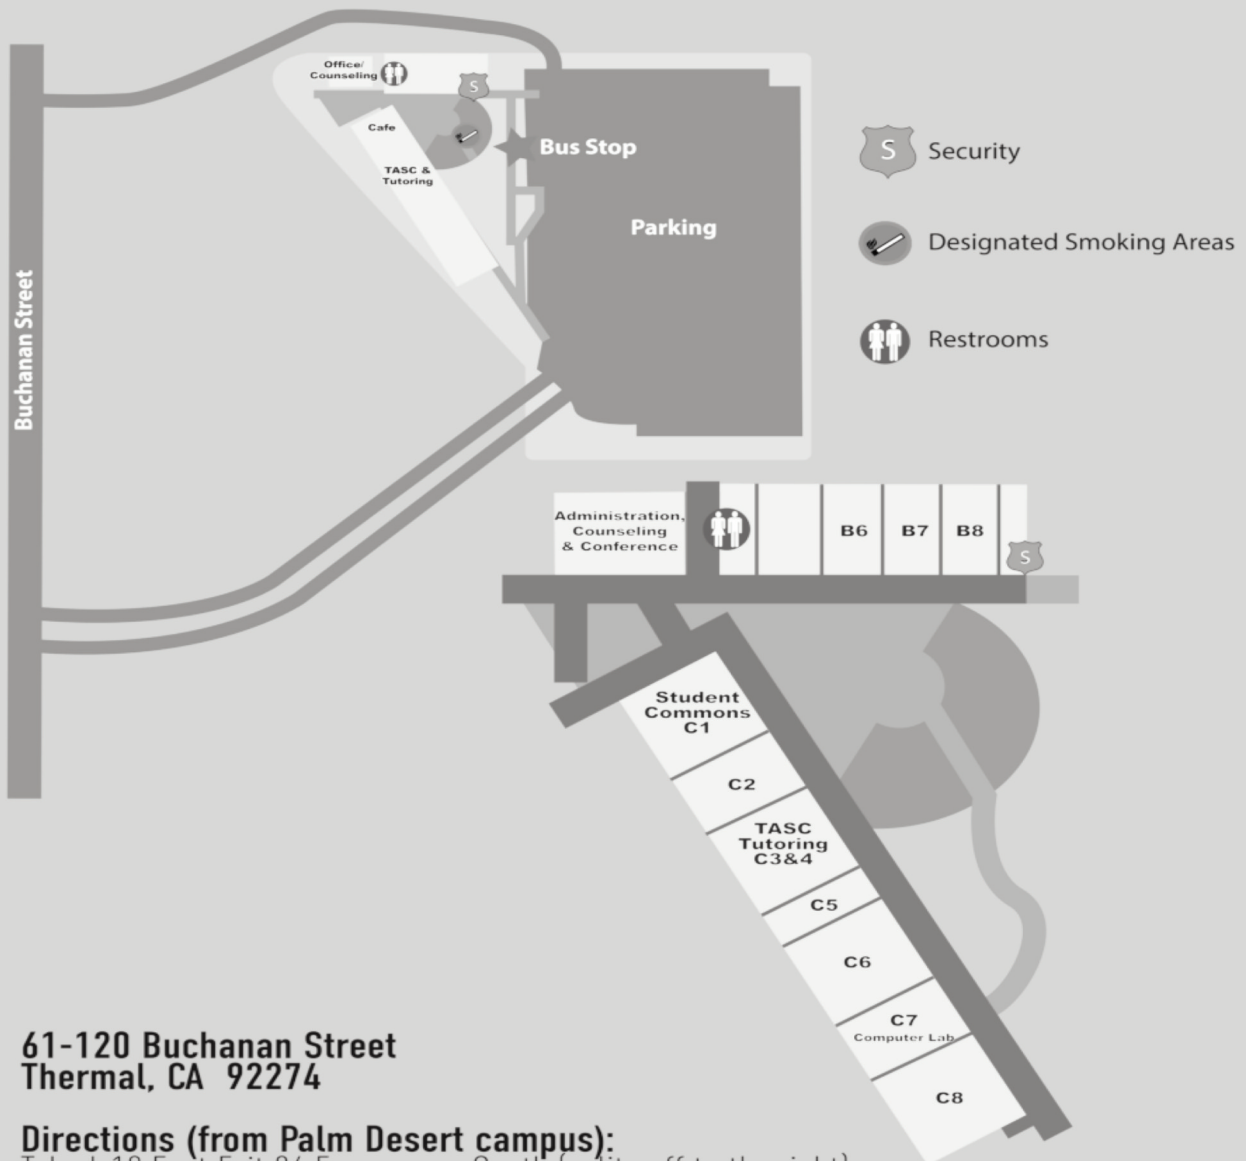 Office/
Counseling
S
Cafe
TASC &
Tutoring
Bus Stop
Parking
Buchanan Street
S
Security
Designated Smoking Areas
Restrooms
Administration,
Counseling
& Conference
B6
B7
B8
S
Student
Commons
C1
C2
TASC
Tutoring
C3&4
C5
C6
C7
Computer Lab
C8
61-120 Buchanan Street
Thermal, CA 92274
Directions (from Palm Desert campus):